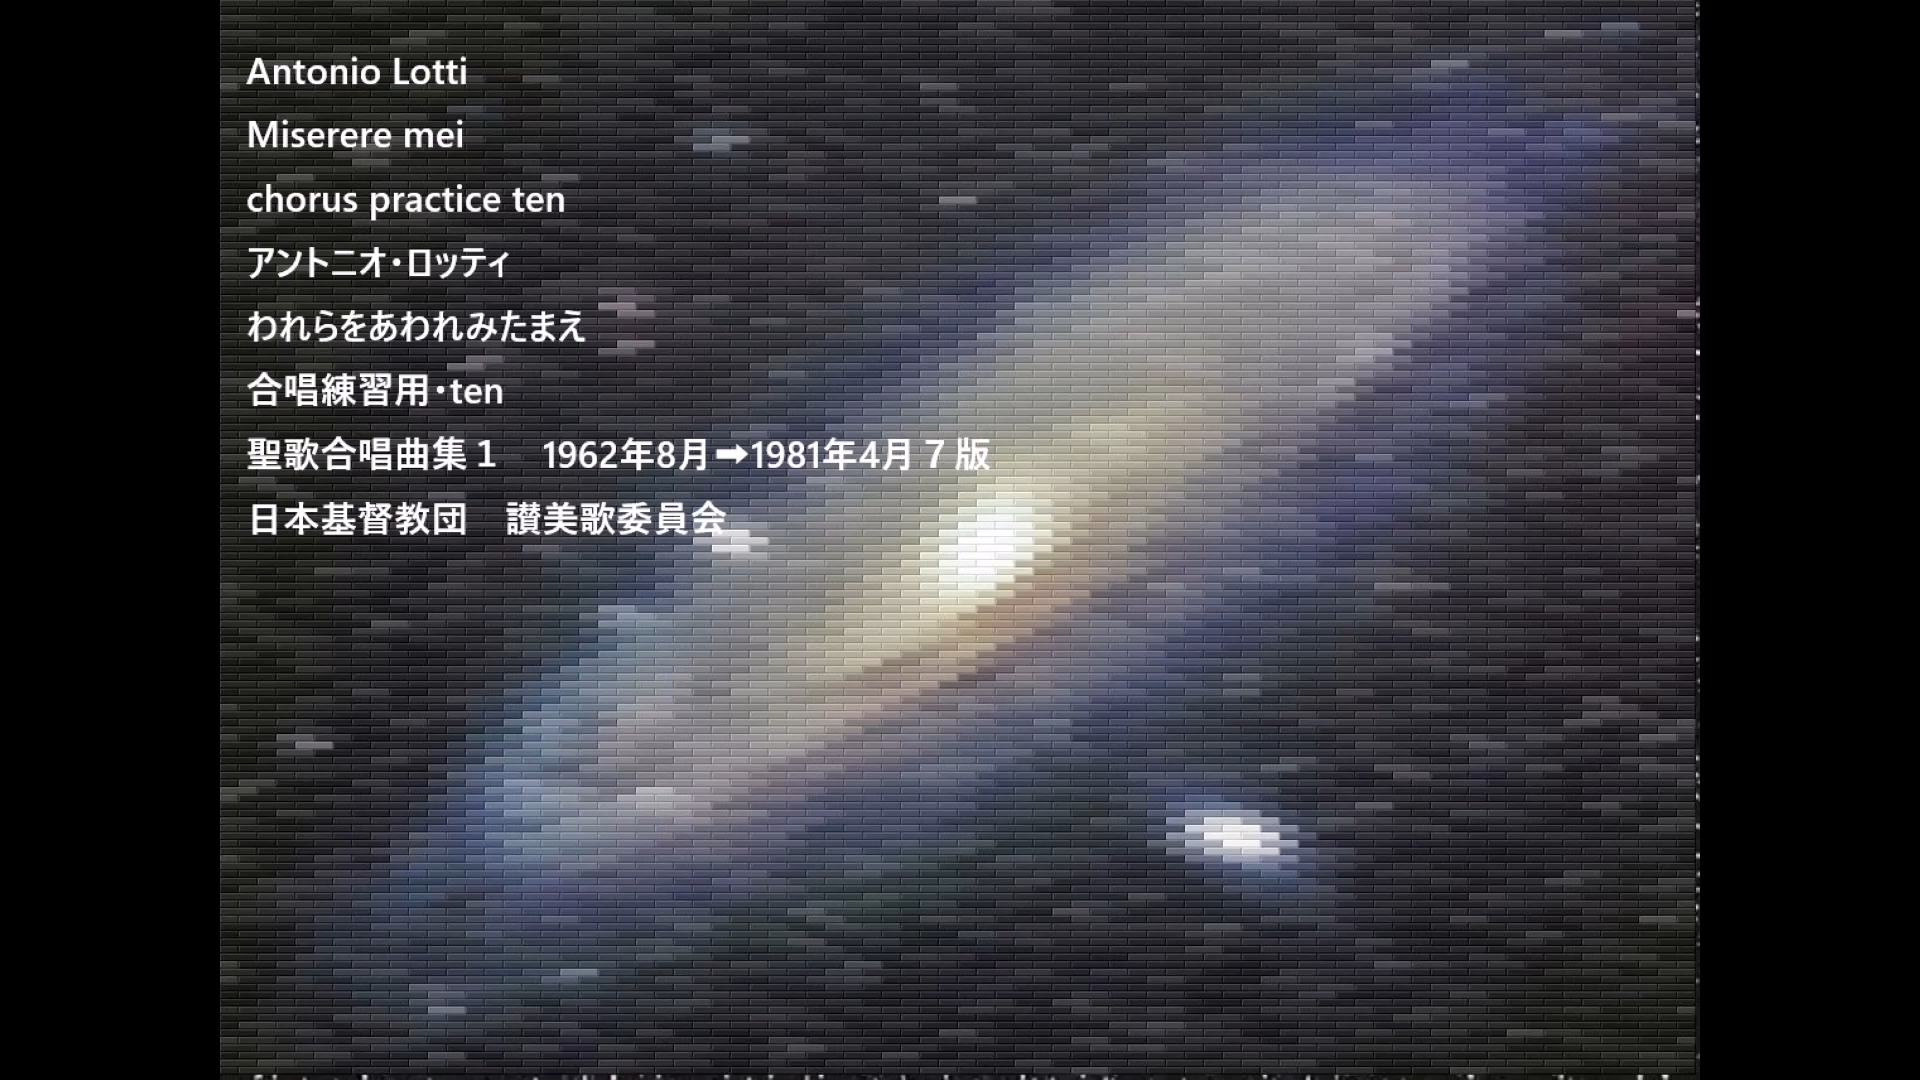 Antonio Lotti
Miserere mei
chorus practice ten
アントニオ・ロッティ
われらをあわれみたまえ
合唱練習用・ten
聖歌合唱曲集１　1962年8月➡1981年4月７版
日本基督教団　讃美歌委員会